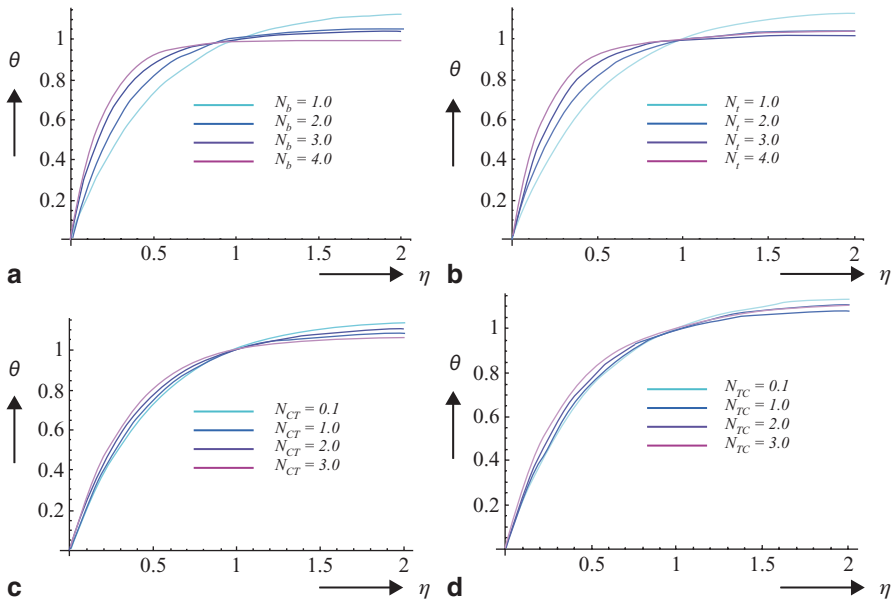 θ
1
0.8
0.6
0.4
0.2
0.5
1
1.5
2
N_b = 1.0
N_b = 2.0
N_b = 3.0
N_b = 4.0
a
η
θ
1
0.8
0.6
0.4
0.2
0.5
1
1.5
2
N_t = 1.0
N_t = 2.0
N_t = 3.0
N_t = 4.0
b
η
θ
1
0.8
0.6
0.4
0.2
0.5
1
1.5
2
N_CT = 0.1
N_CT = 1.0
N_CT = 2.0
N_CT = 3.0
c
η
θ
1
0.8
0.6
0.4
0.2
0.5
1
1.5
2
N_TC = 0.1
N_TC = 1.0
N_TC = 2.0
N_TC = 3.0
d
η